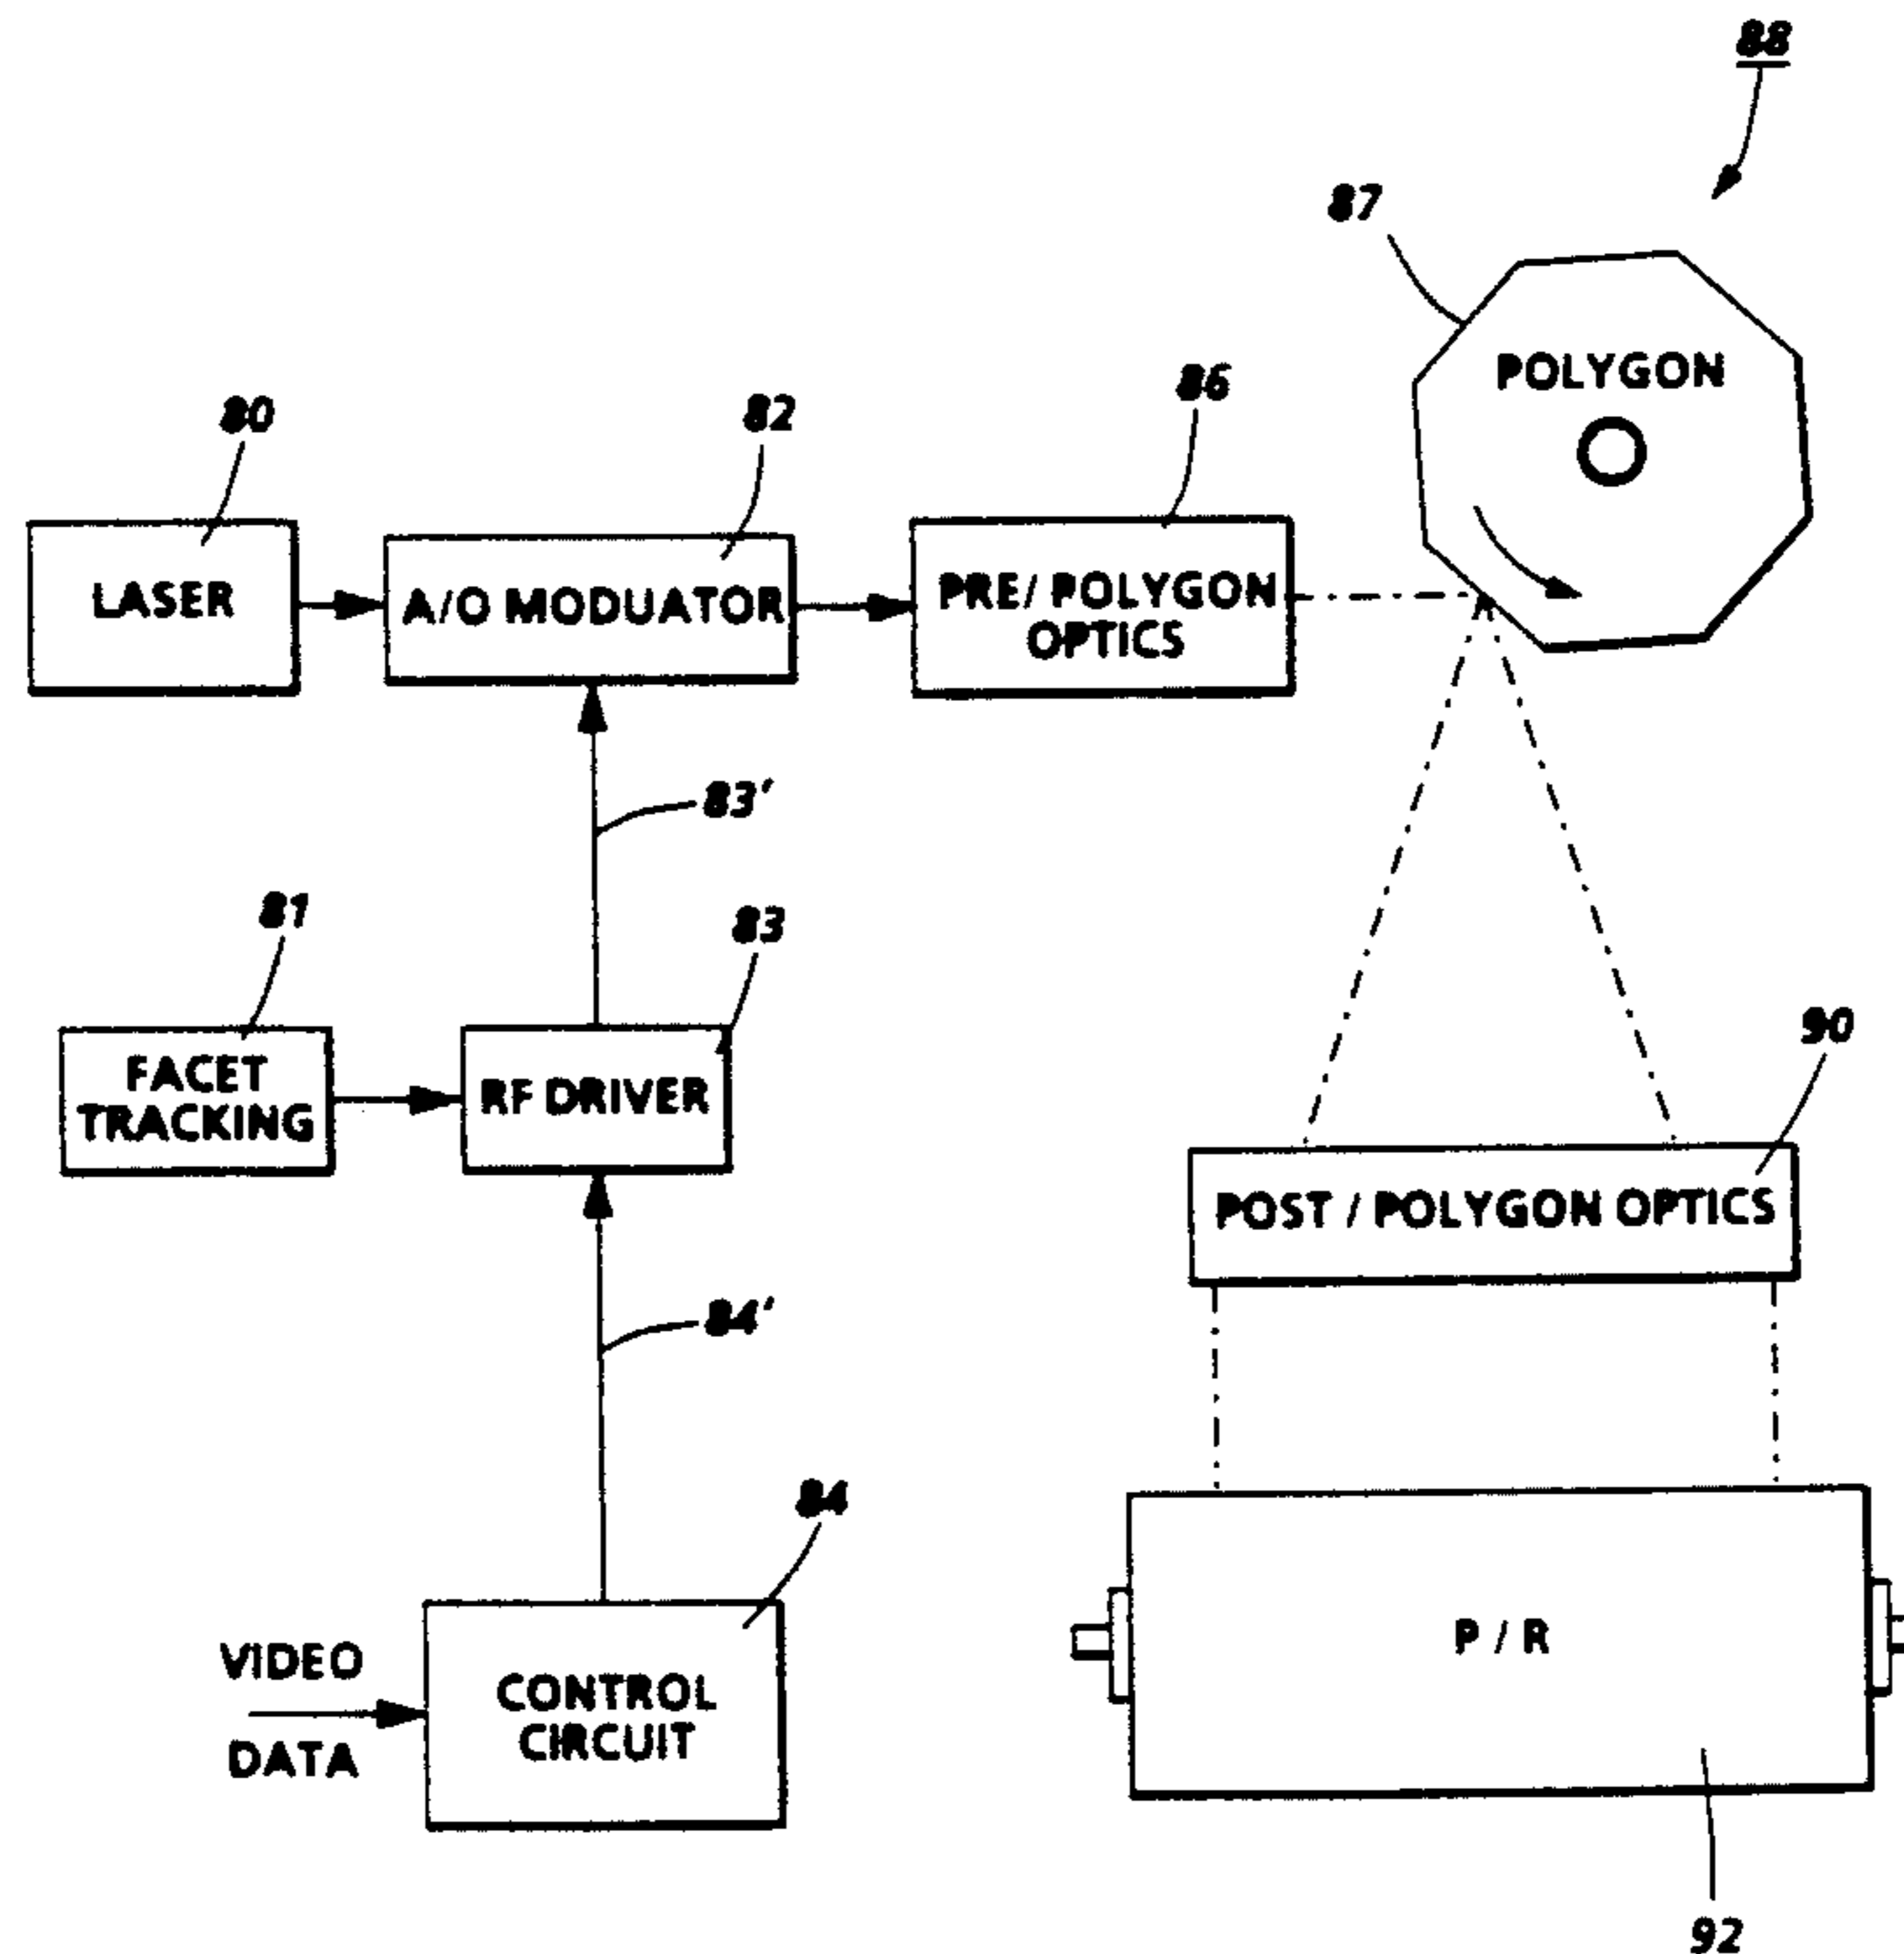 88
87
POLYGON
86
80
82
LASER
A/O MODUATOR
PRE/ POLYGON
OPTICS
83'
81
83
FACET
TRACKING
RF DRIVER
90
POST / POLYGON OPTICS
84'
84
VIDEO
DATA
CONTROL
CIRCUIT
P / R
92